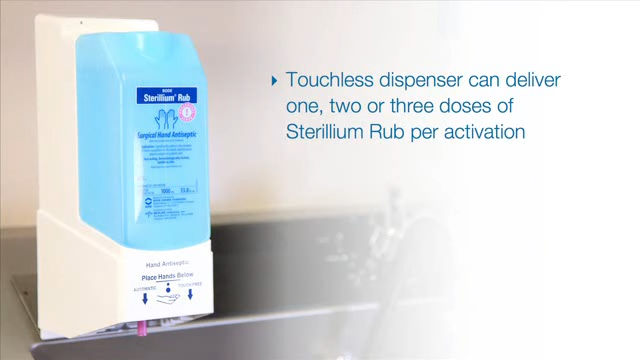 Touchless dispenser can deliver
one, two or three doses of
Sterillium Rub per activation
Sterillium® Rub
Surgical Hand Antiseptic
1000
Hand Antiseptic
Place Hands Below
AUTOMATIC
TOUCH FREE